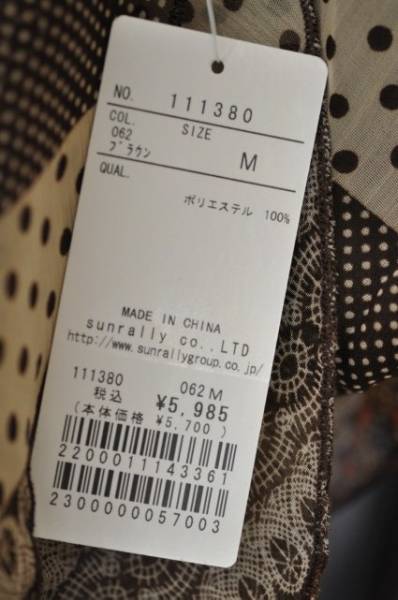 NO. 111380
COL. SIZE
062
ブラウン M
QUAL.
ポリエステル 100%
MADE IN CHINA
sunrally co.,LTD
http://www.sunrallygroup.co.jp/
111380 062 M
税込 ¥5,985
(本体価格 ¥5,700 )
2200011143361
2300000057003